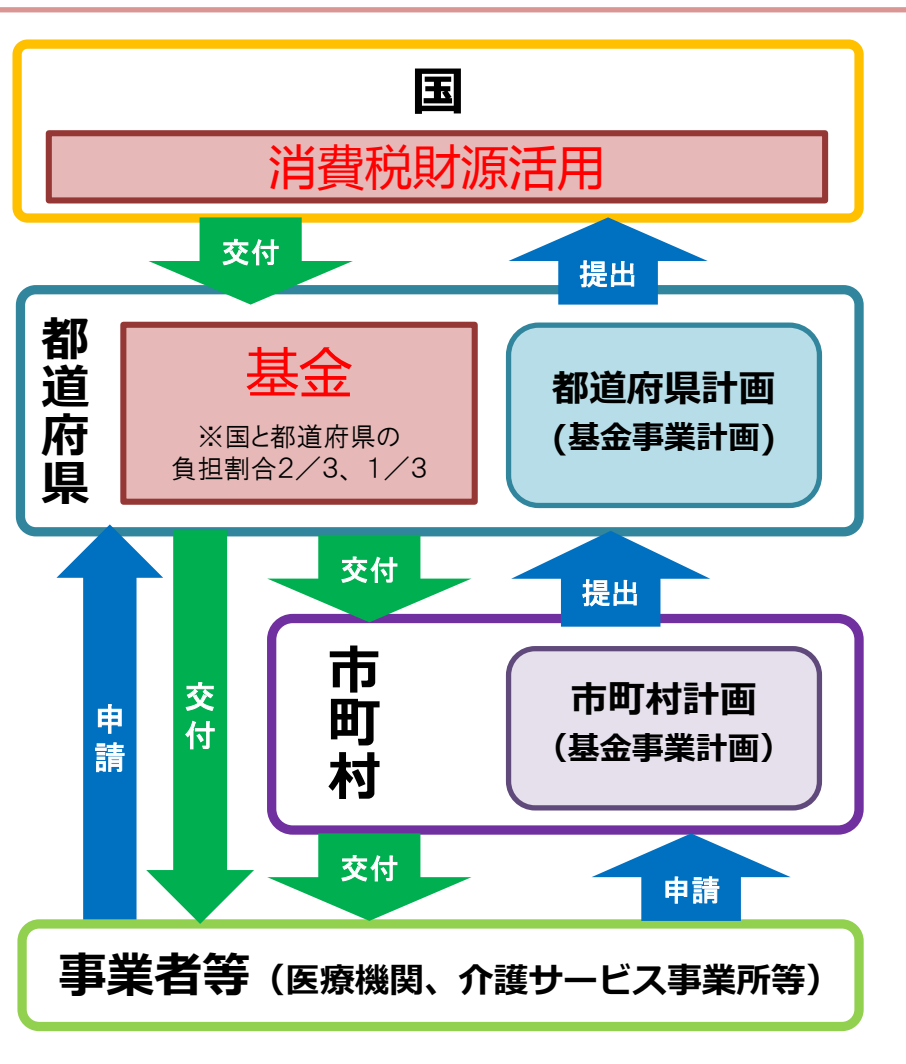 国
消費税財源活用
交付
提出
都道府県
基金
※国と都道府県の
負担割合2／3、1／3
都道府県計画
(基金事業計画)
交付
提出
申請
交付
市町村
市町村計画
（基金事業計画）
交付
申請
事業者等（医療機関、介護サービス事業所等）